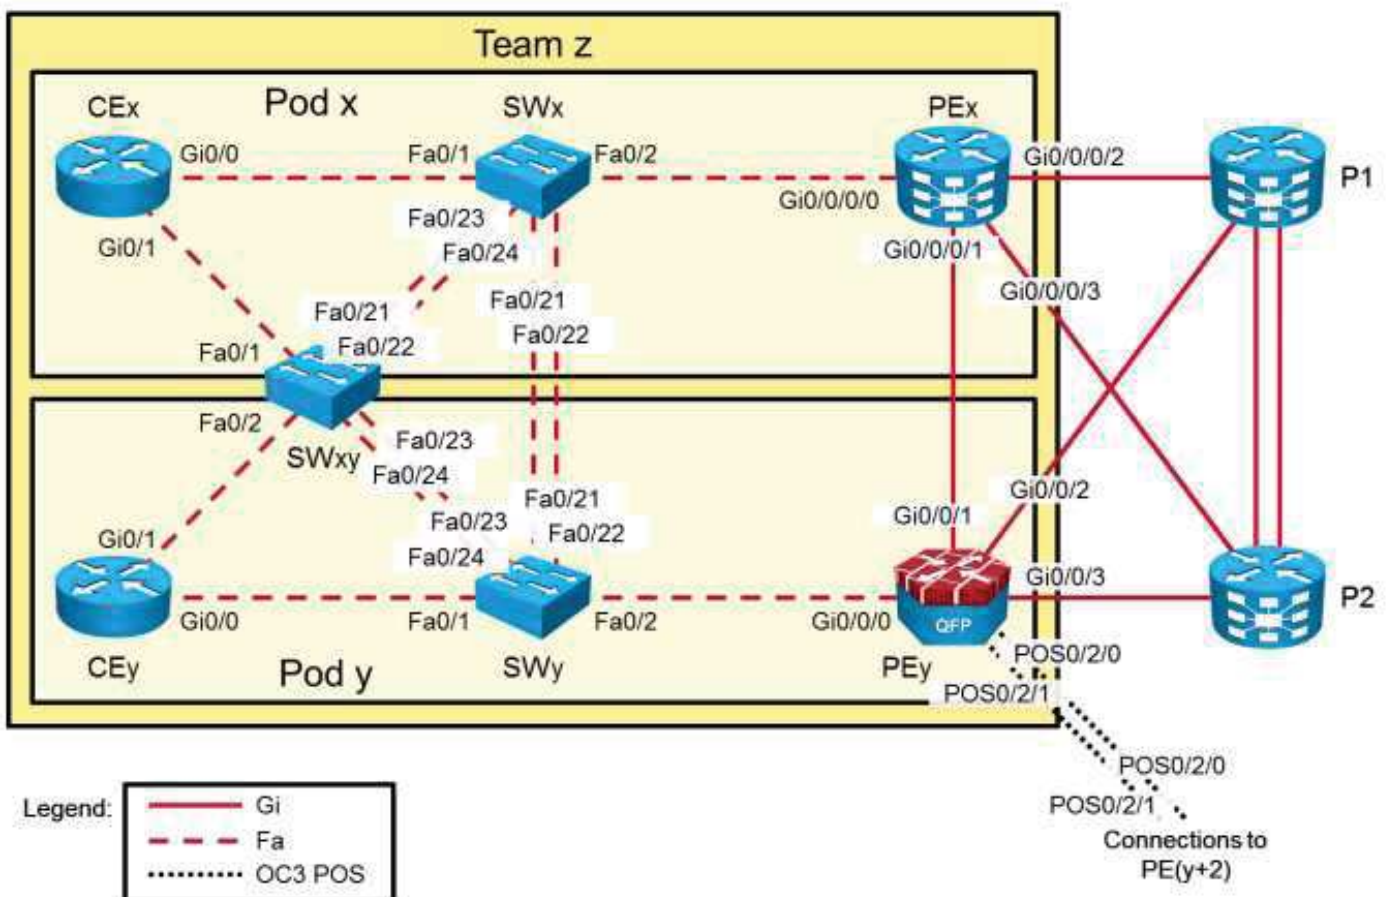 Team z
Pod x
CEx
SWx
PEx
P1
Gi0/0
Fa0/1
Fa0/2
Gi0/0/0/2
Gi0/0/0/0
Fa0/23
Fa0/24
Gi0/1
Gi0/0/0/1
Gi0/0/0/3
Fa0/21
Fa0/22
Fa0/21
Fa0/22
Fa0/1
Fa0/2
SWxy
Fa0/23
Fa0/24
Fa0/23
Fa0/24
Fa0/21
Fa0/22
Gi0/0/2
Gi0/0/1
Gi0/1
Gi0/0/3
Gi0/0
Fa0/1
Fa0/2
Gi0/0/0
QFP
P2
CEy
Pod y
SWy
PEy
POS0/2/0
POS0/2/1
POS0/2/0
POS0/2/1
Connections to
PE(y+2)
Legend:
Gi
Fa
OC3 POS